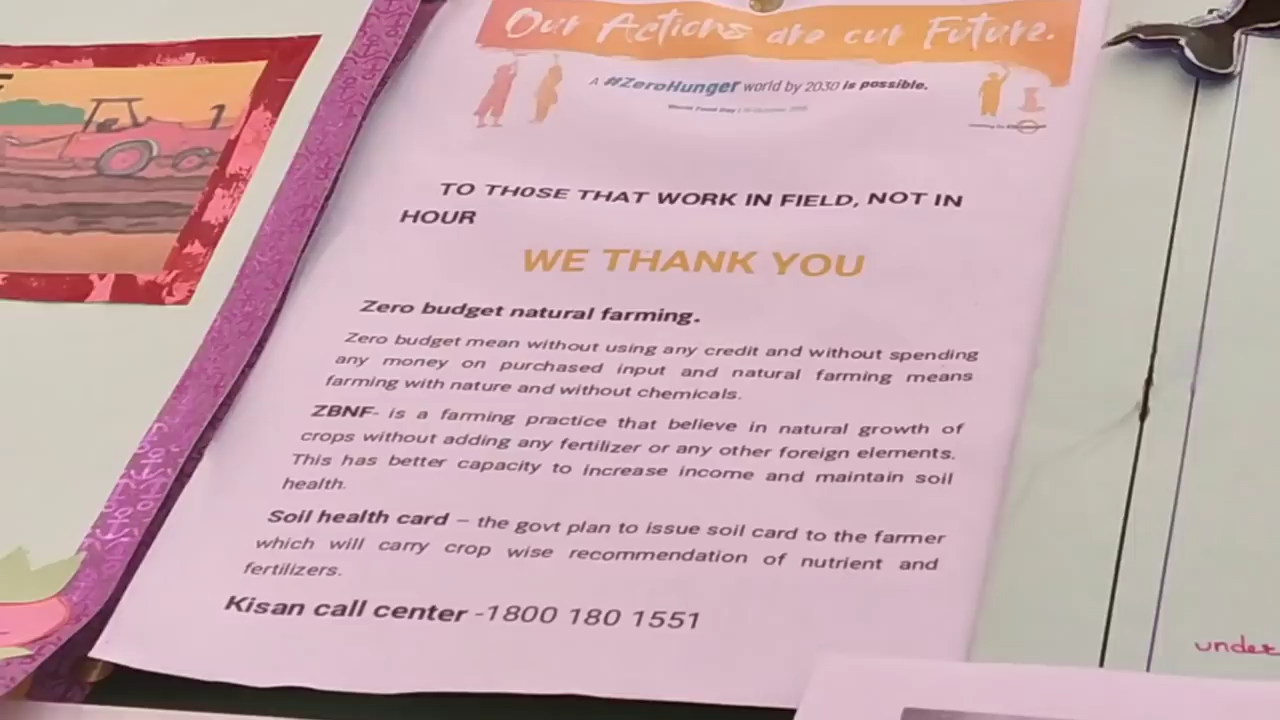 Our Actions are our Future.
A #ZeroHunger world by 2030 is possible.
World Food Day
TO THOSE THAT WORK IN FIELD, NOT IN
HOUR
WE THANK YOU
Zero budget natural farming.
Zero budget mean without using any credit and without spending
any money on purchased input and natural farming means
farming with nature and without chemicals.
ZBNF- is a farming practice that believe in natural growth of
crops without adding any fertilizer or any other foreign elements.
This has better capacity to increase income and maintain soil
health.
Soil health card – the govt plan to issue soil card to the farmer
which will carry crop wise recommendation of nutrient and
fertilizers.
Kisan call center -1800 180 1551
under